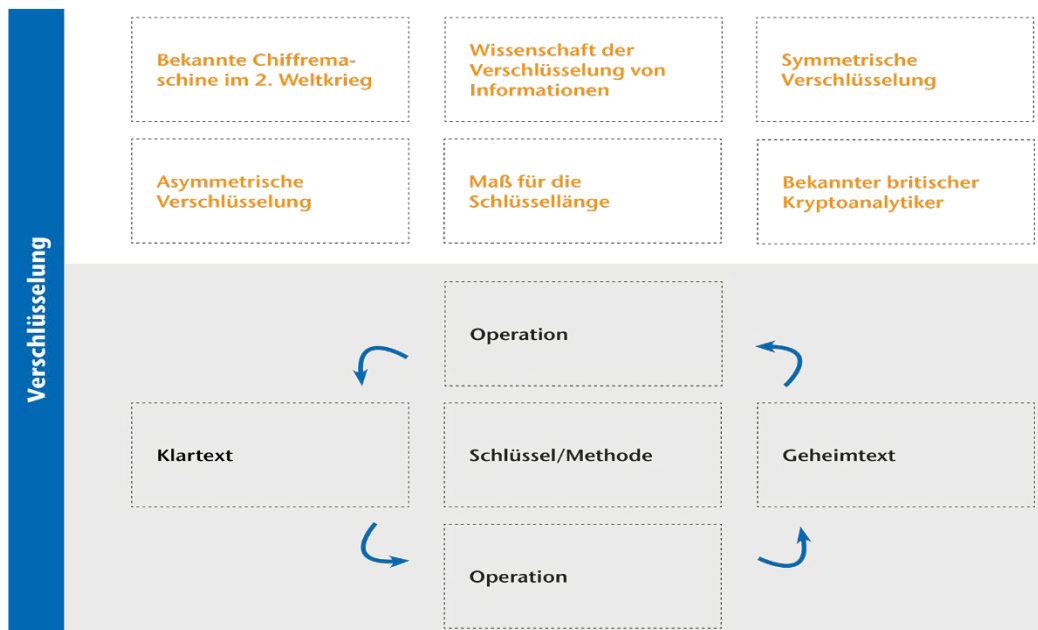 Verschlüsselung
Bekannte Chiffrema-
schine im 2. Weltkrieg
Wissenschaft der
Verschlüsselung von
Informationen
Symmetrische
Verschlüsselung
Asymmetrische
Verschlüsselung
Maß für die
Schlüssellänge
Bekannter britischer
Kryptoanalytiker
Operation
Klartext
Schlüssel/Methode
Geheimtext
Operation